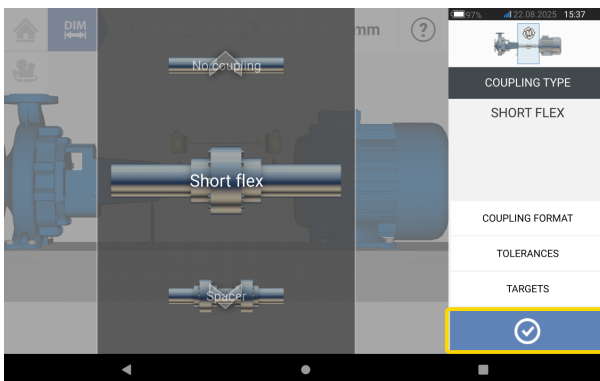 DIM
mm
?
No coupling
Short flex
Spacer
97%
22.08.2025 15:37
COUPLING TYPE
SHORT FLEX
COUPLING FORMAT
TOLERANCES
TARGETS